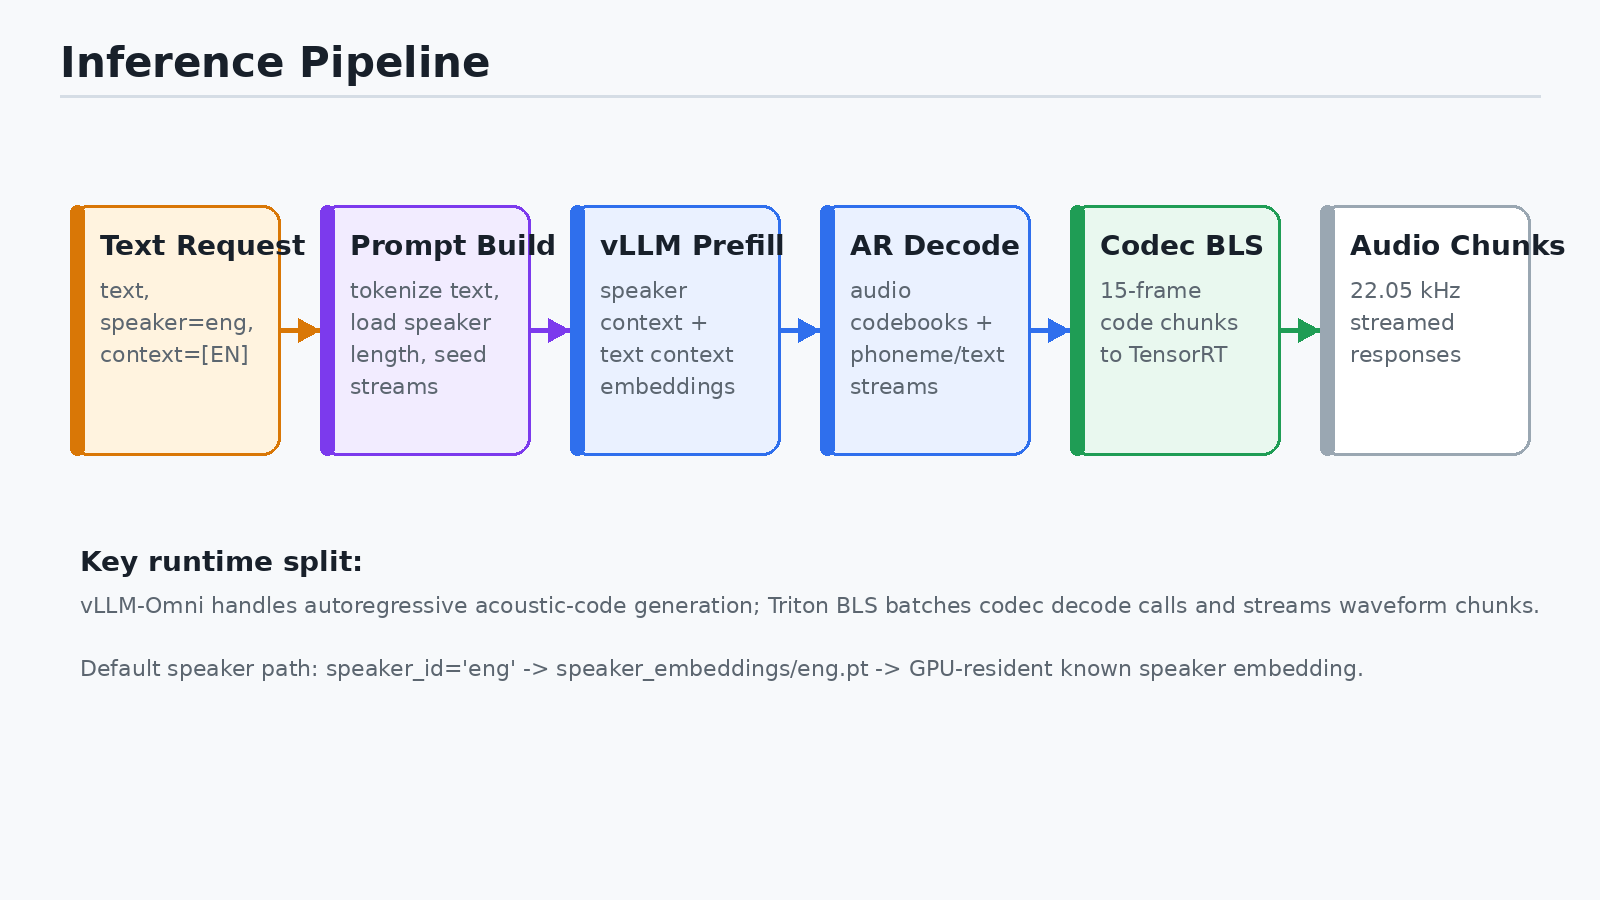 Inference Pipeline
Text Request
text,
speaker=eng,
context=[EN]
Prompt Build
tokenize text,
load speaker
length, seed
streams
vLLM Prefill
speaker
context +
text context
embeddings
AR Decode
audio
codebooks +
phoneme/text
streams
Codec BLS
15-frame
code chunks
to TensorRT
Audio Chunks
22.05 kHz
streamed
responses
Key runtime split:
vLLM-Omni handles autoregressive acoustic-code generation; Triton BLS batches codec decode calls and streams waveform chunks.
Default speaker path: speaker_id='eng' -> speaker_embeddings/eng.pt -> GPU-resident known speaker embedding.